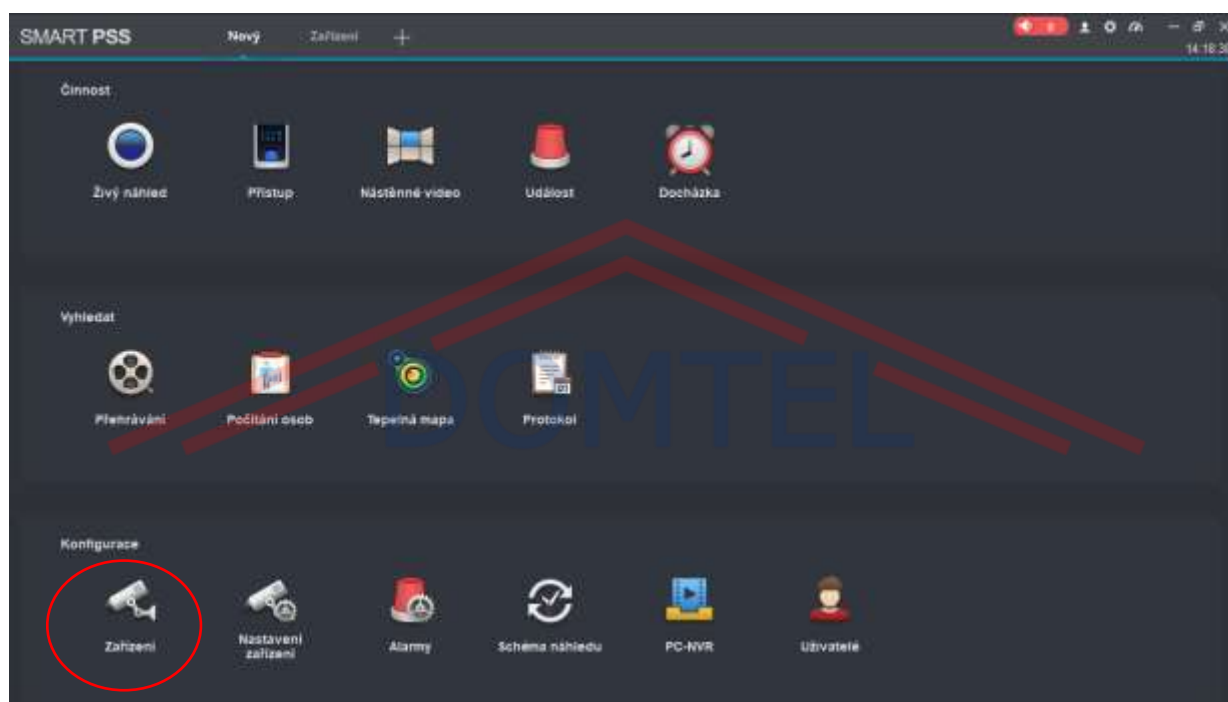 SMART PSS
Nový
Zařízení
14:18:36
Činnost
Živý náhled
Přístup
Nástěnné video
Událost
Docházka
Vyhledat
Přehrávání
Počítání osob
Tepelná mapa
Protokol
DOMTEL
Konfigurace
Zařízení
Nastavení
zařízení
Alarmy
Schéma náhledu
PC-NVR
Uživatelé